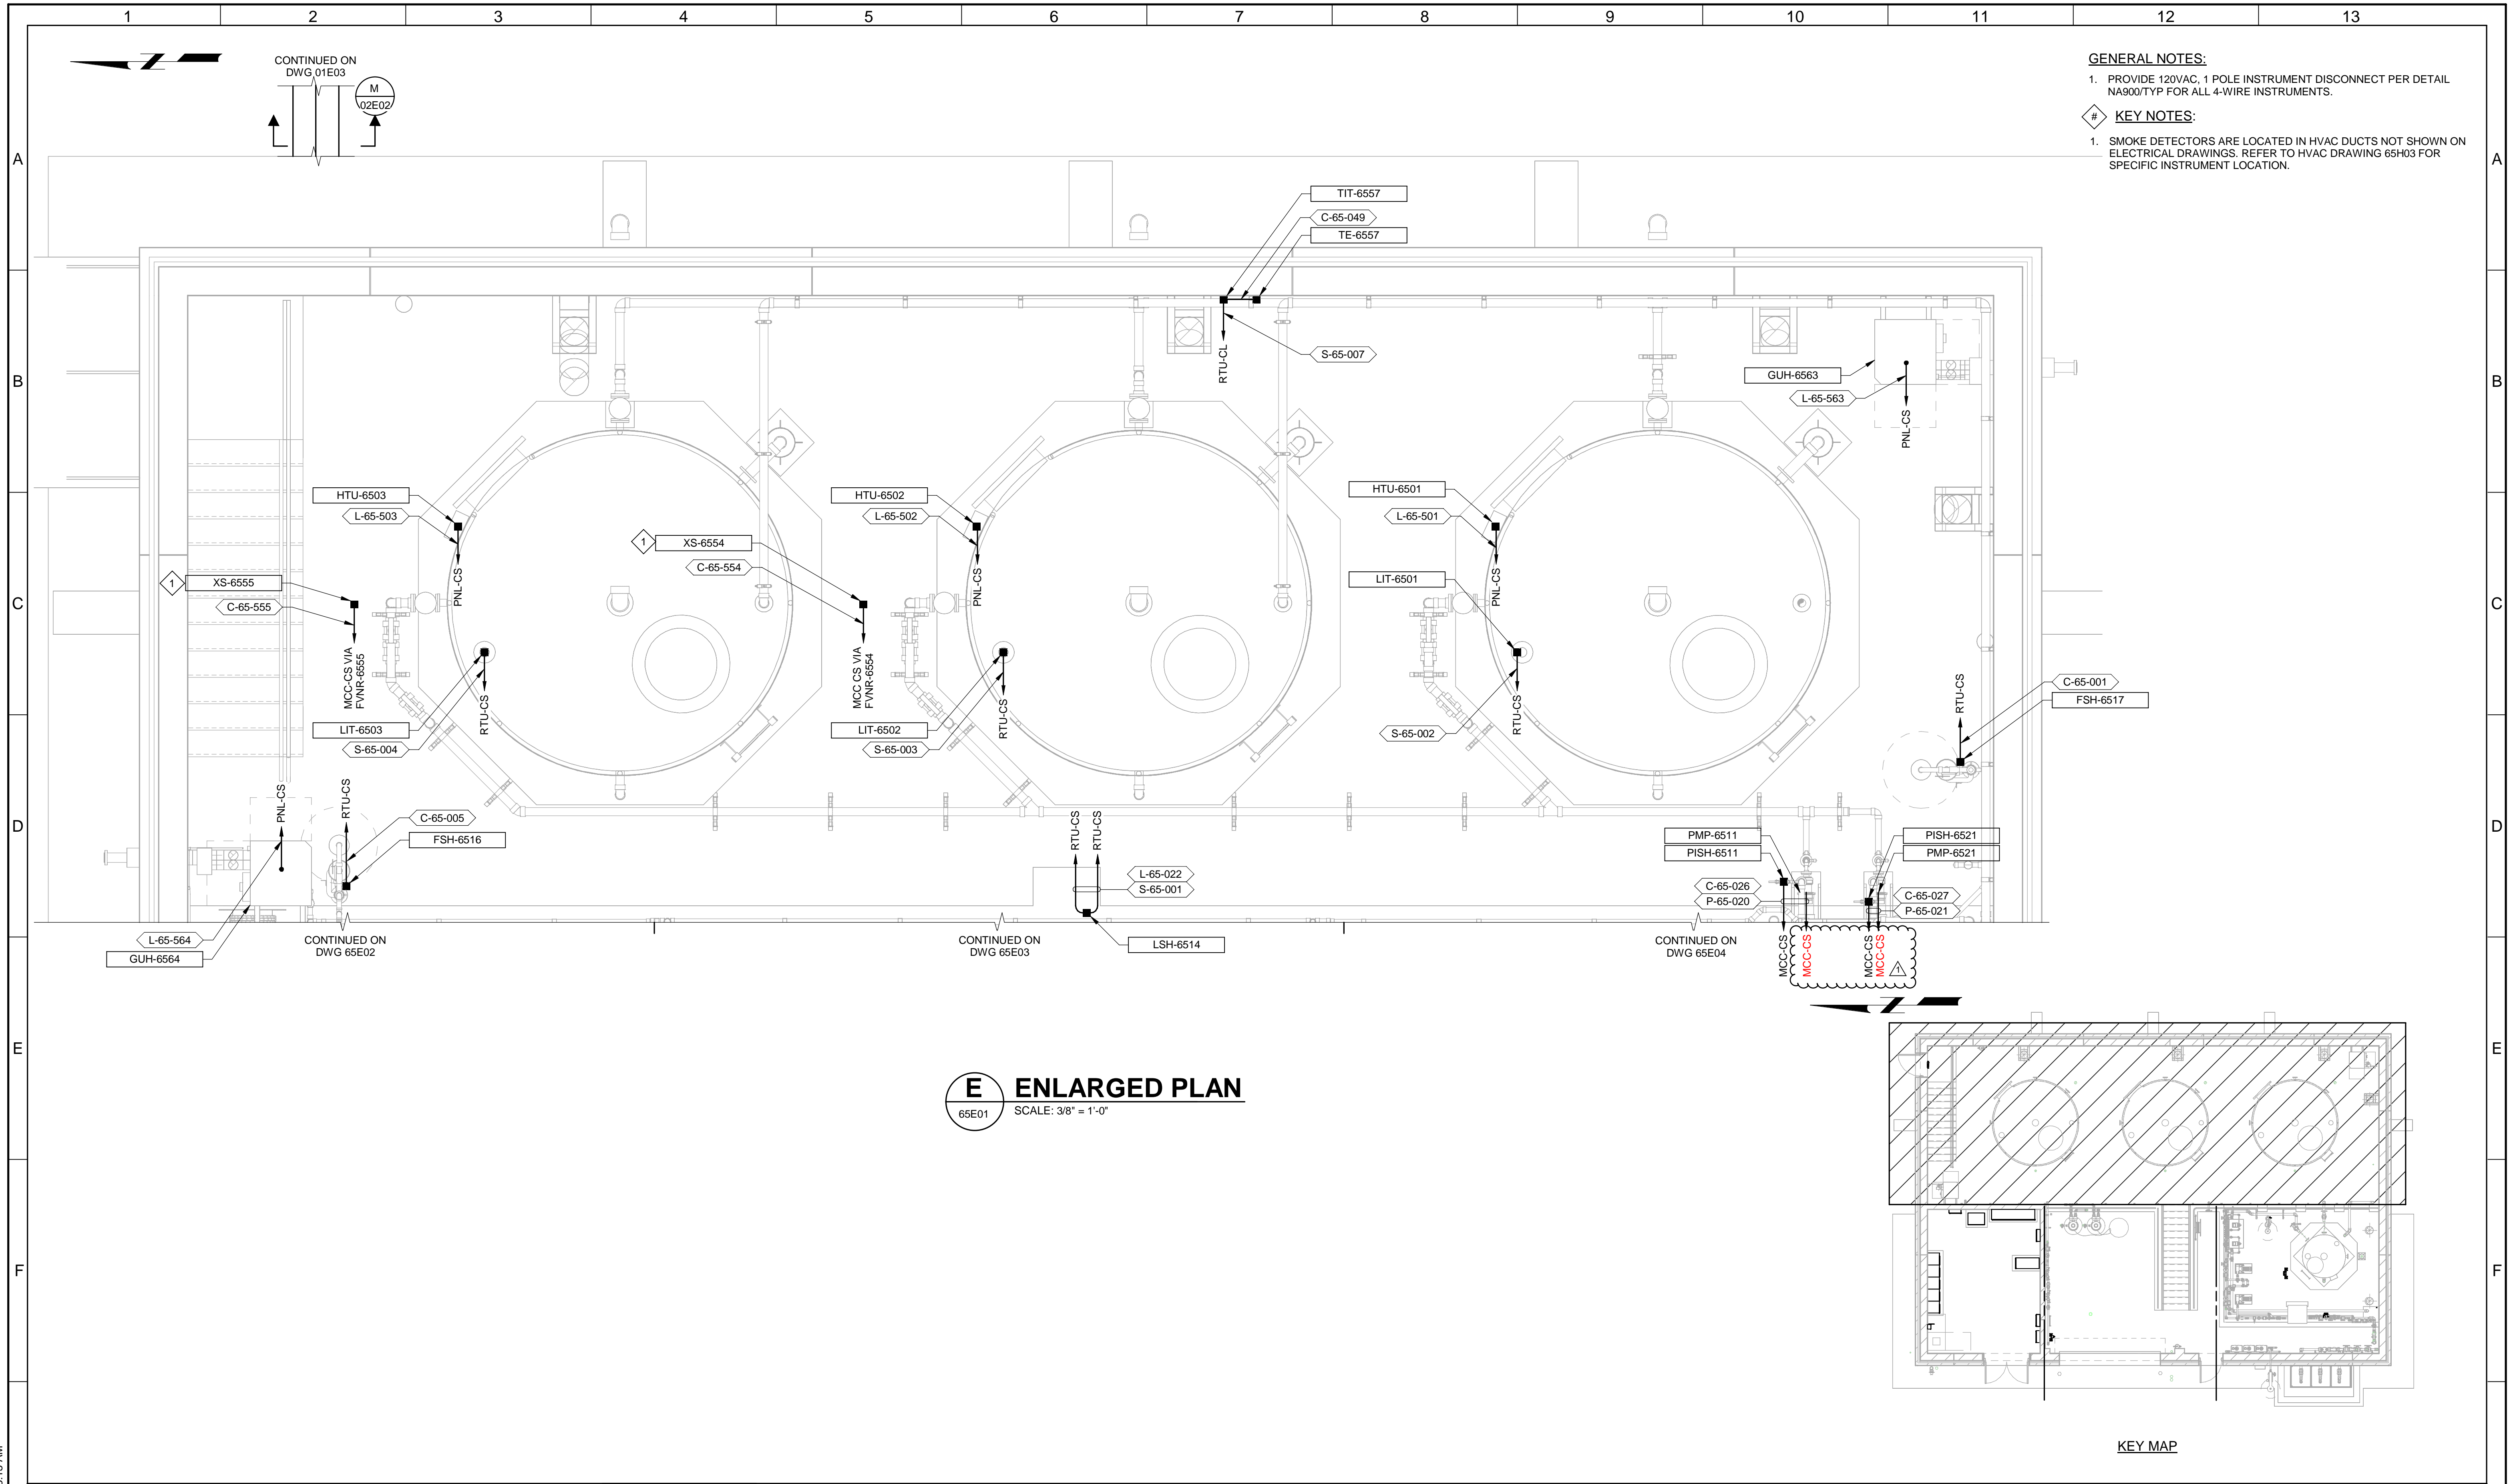 1 2 3 4 5 6 7 8 9 10 11 12 13
CONTINUED ON
DWG 01E03
M
02E02
GENERAL NOTES:
1. PROVIDE 120VAC, 1 POLE INSTRUMENT DISCONNECT PER DETAIL
NA900/TYP FOR ALL 4-WIRE INSTRUMENTS.
# KEY NOTES:
1. SMOKE DETECTORS ARE LOCATED IN HVAC DUCTS NOT SHOWN ON
ELECTRICAL DRAWINGS. REFER TO HVAC DRAWING 65H03 FOR
SPECIFIC INSTRUMENT LOCATION.
A A
TIT-6557
C-65-049
TE-6557
S-65-007
RTU-CL
B B
GUH-6563
L-65-563
PNL-CS
HTU-6503
L-65-503
PNL-CS
HTU-6502
L-65-502
PNL-CS
HTU-6501
L-65-501
PNL-CS
1 XS-6554
C-65-554
1 XS-6555
C-65-555
LIT-6501
C C
MCC-CS VIA
FVNR-6555
MCC CS VIA
FVNR-6554
RTU-CS
LIT-6503
S-65-004
RTU-CS
LIT-6502
S-65-003
RTU-CS
S-65-002
C-65-001
FSH-6517
RTU-CS
PNL-CS
RTU-CS
C-65-005
FSH-6516
D D
RTU-CS
RTU-CS
L-65-022
S-65-001
PMP-6511
PISH-6511
PISH-6521
PMP-6521
C-65-026
P-65-020
C-65-027
P-65-021
L-65-564
GUH-6564
CONTINUED ON
DWG 65E02
CONTINUED ON
DWG 65E03
LSH-6514
CONTINUED ON
DWG 65E04
MCC-CS
MCC-CS
MCC-CS
MCC-CS
1
E E
E
65E01
ENLARGED PLAN
SCALE: 3/8" = 1'-0"
F F
KEY MAP